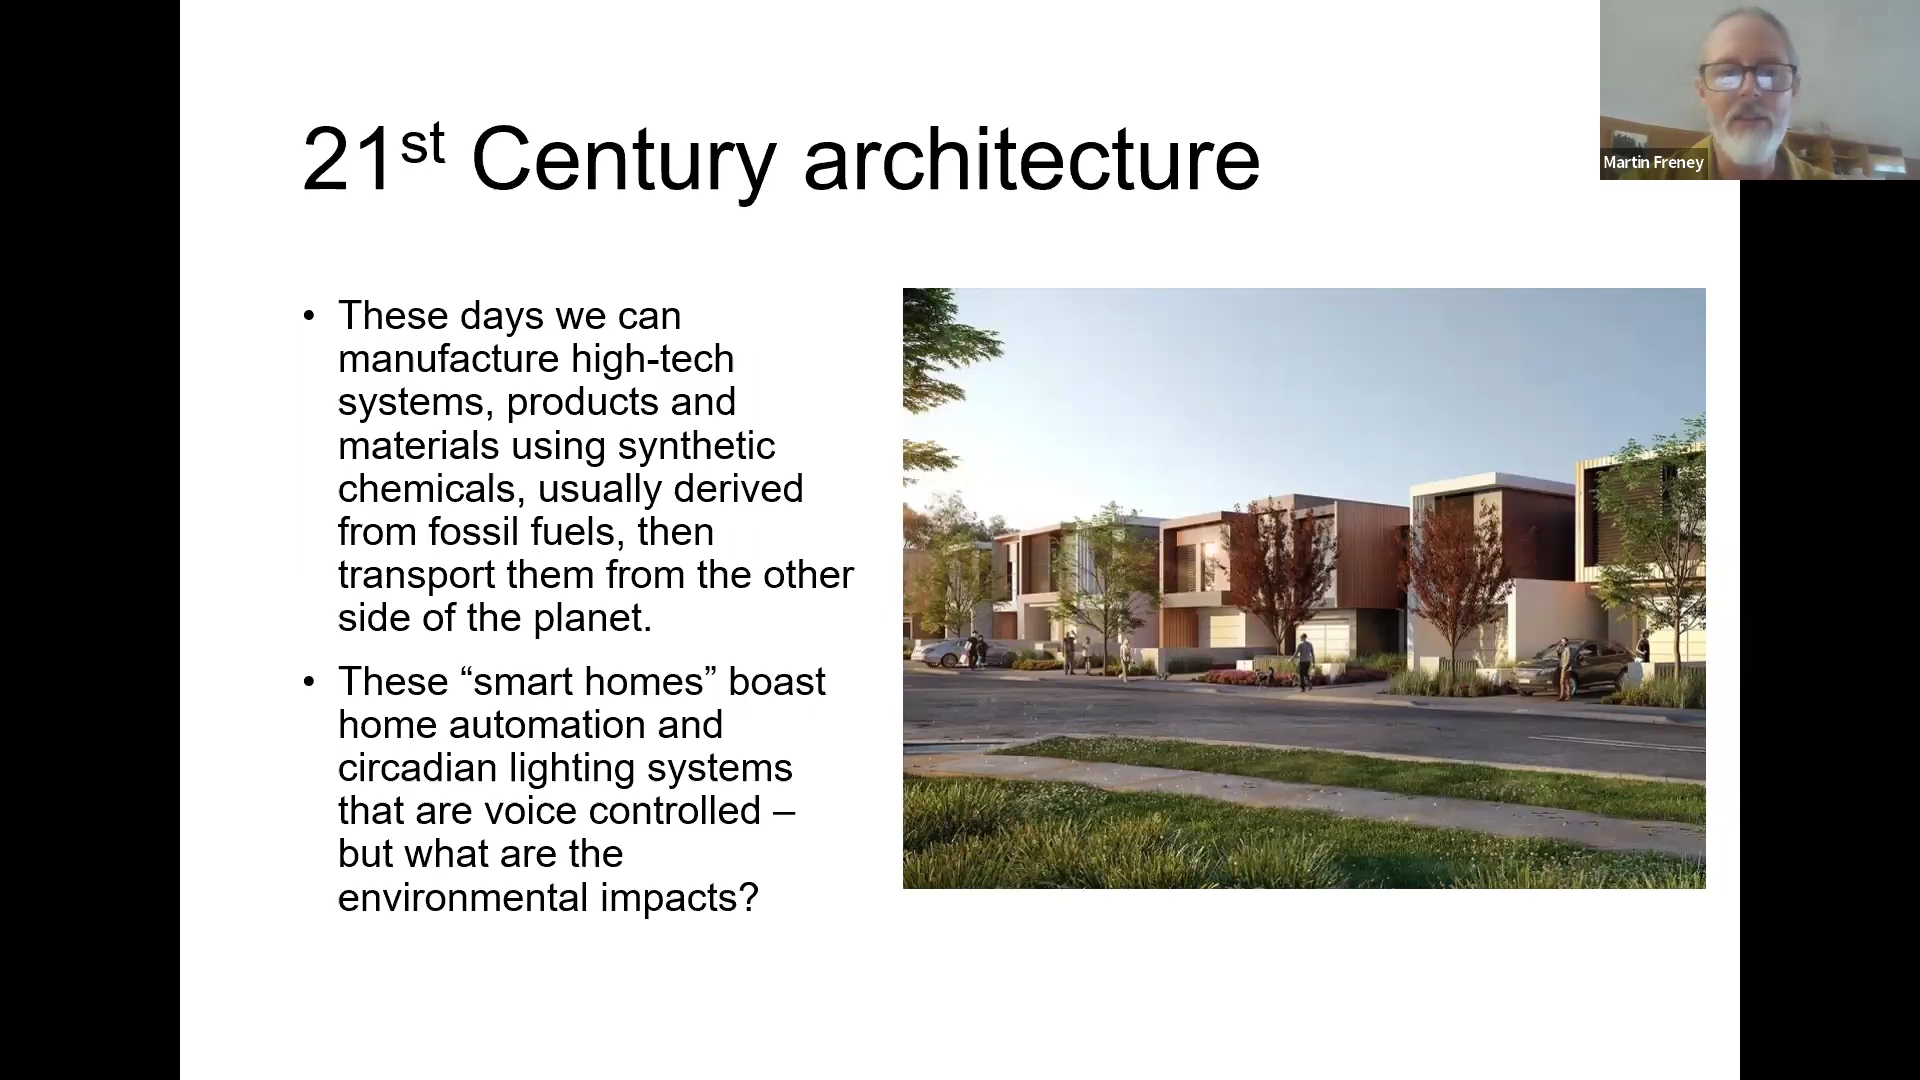 21st Century architecture
• These days we can
manufacture high-tech
systems, products and
materials using synthetic
chemicals, usually derived
from fossil fuels, then
transport them from the other
side of the planet.
• These “smart homes” boast
home automation and
circadian lighting systems
that are voice controlled –
but what are the
environmental impacts?
Martin Freney